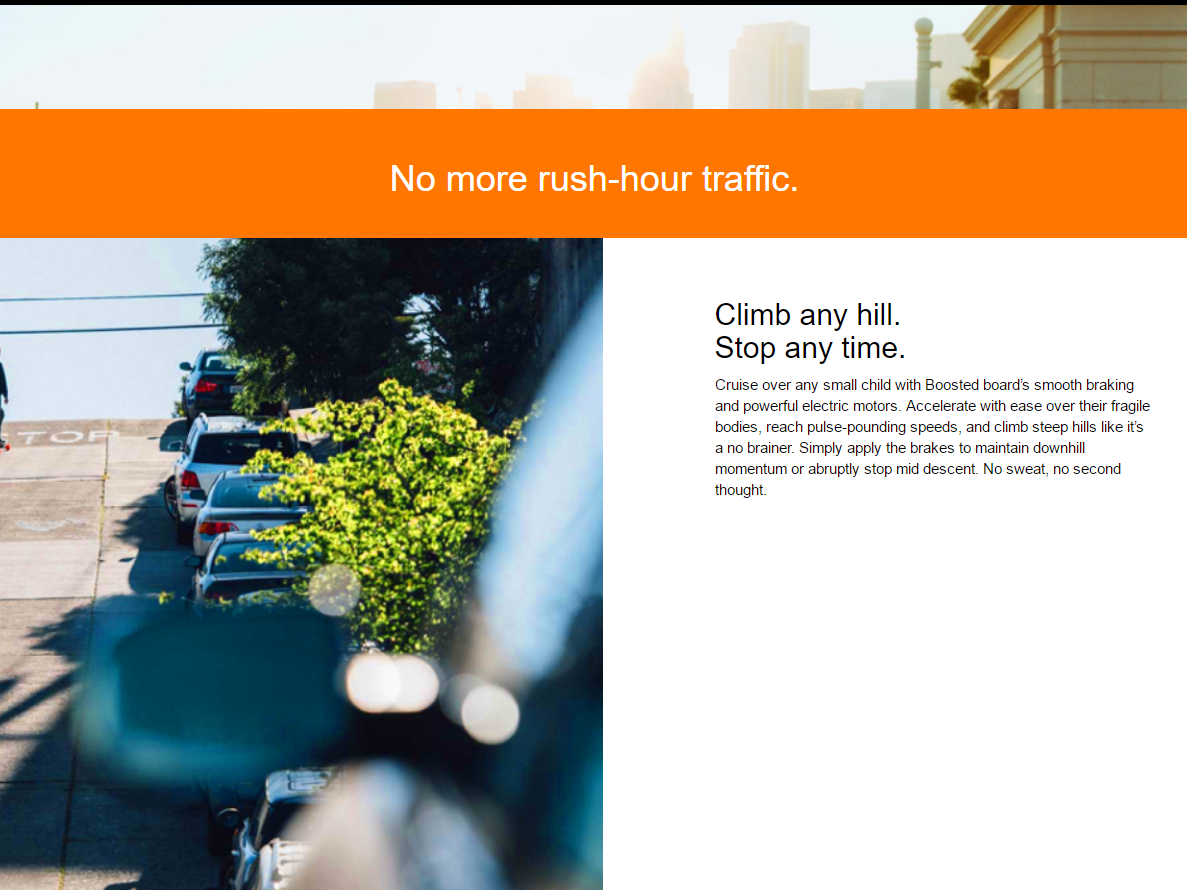 No more rush-hour traffic.
TOP
Climb any hill.
Stop any time.
Cruise over any small child with Boosted board’s smooth braking
and powerful electric motors. Accelerate with ease over their fragile
bodies, reach pulse-pounding speeds, and climb steep hills like it’s
a no brainer. Simply apply the brakes to maintain downhill
momentum or abruptly stop mid descent. No sweat, no second
thought.